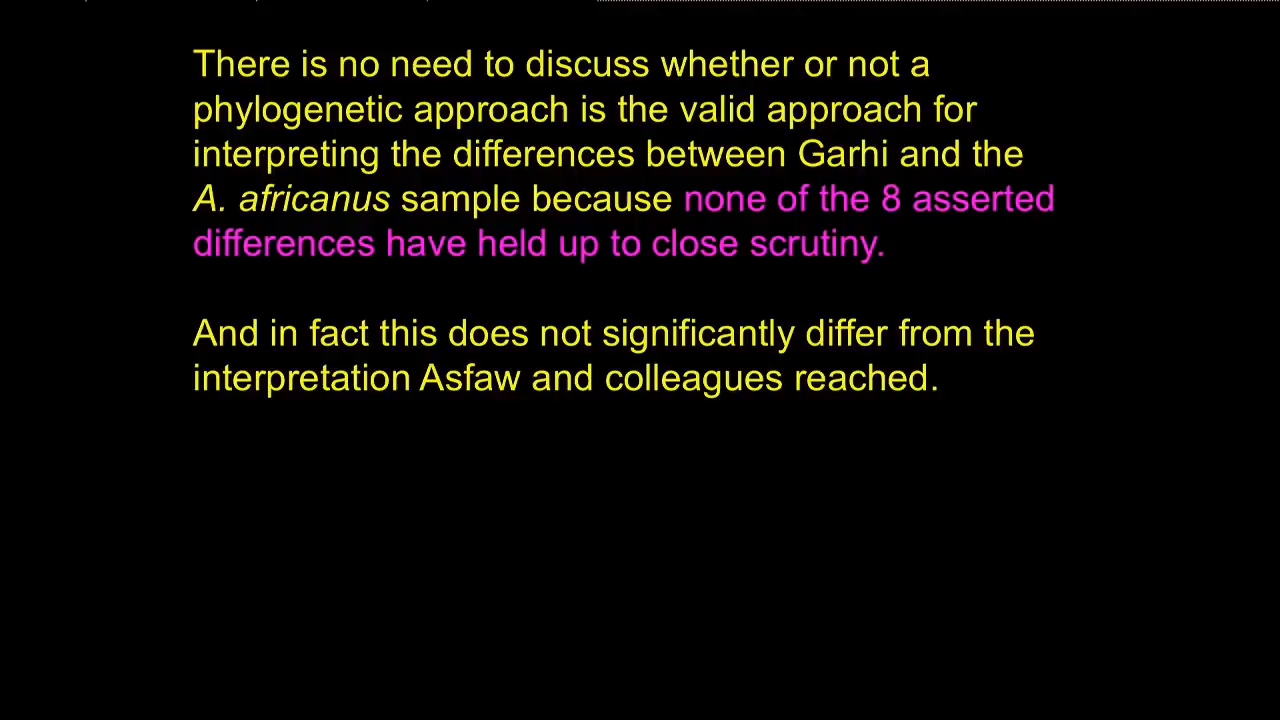 There is no need to discuss whether or not a
phylogenetic approach is the valid approach for
interpreting the differences between Garhi and the
A. africanus sample because none of the 8 asserted
differences have held up to close scrutiny.
And in fact this does not significantly differ from the
interpretation Asfaw and colleagues reached.